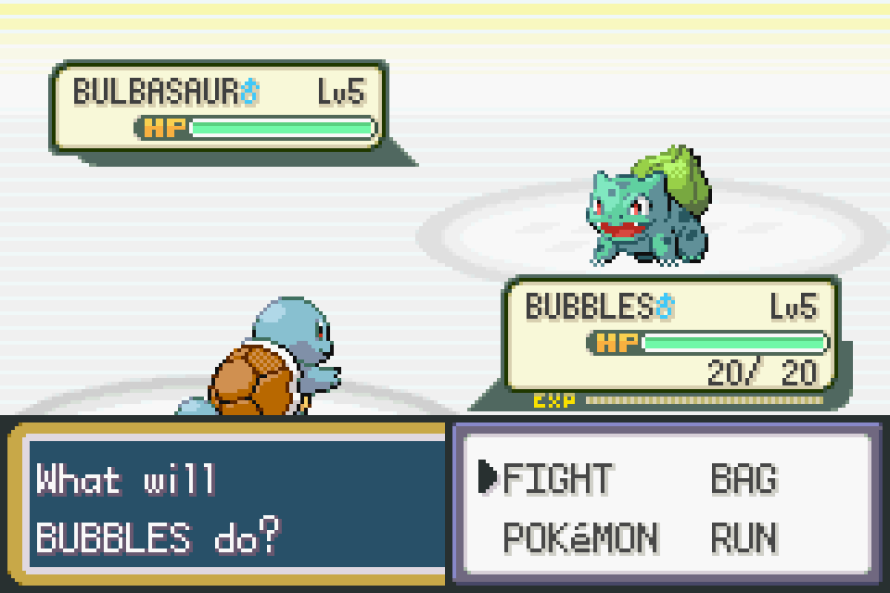 BULBASAUR♂ Lv5
HP
BUBBLES♂ Lv5
HP
20/ 20
EXP
What will
BUBBLES do?
FIGHT BAG
POKéMON RUN